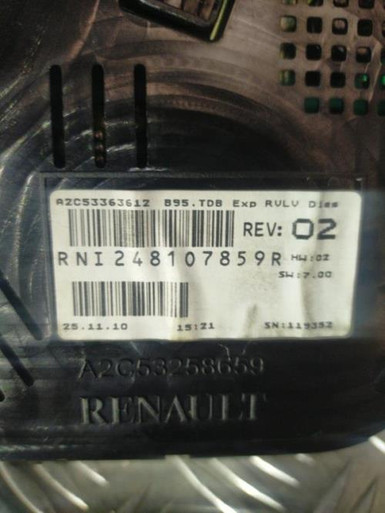 A2C53363612 B95.TDB Exp RVLV Dies
REV: 02
RNI248107859R HW:02
SW:7.00
25.11.10 15:21 SN:119352
A2C53258659
RENAULT